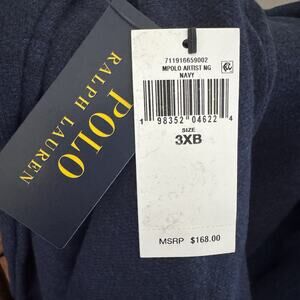 POLO
RALPH LAUREN
711916659002
MPOLO ARTIST NG
NAVY
1 98352 04622 4
SIZE
3XB
MSRP $168.00